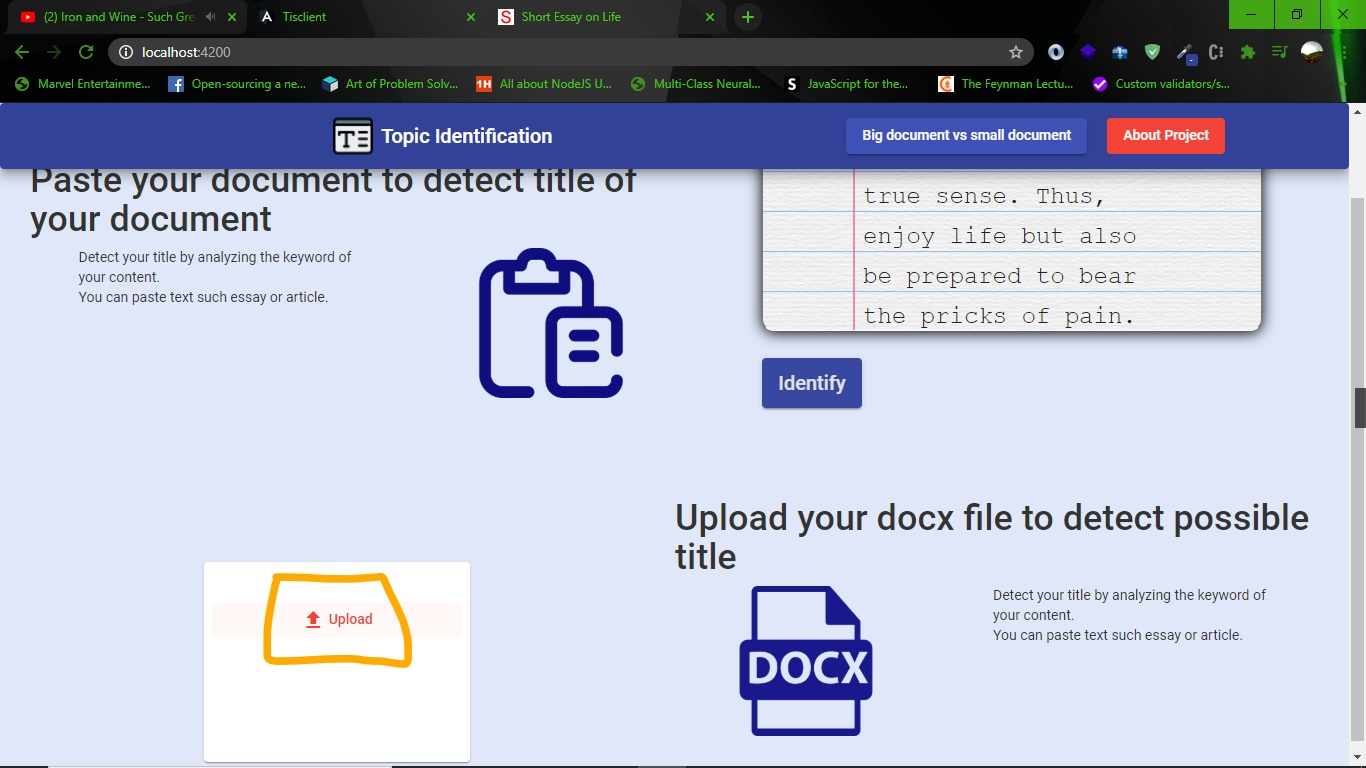 (2) Iron and Wine - Such Gre
Tisclient
Short Essay on Life
localhost:4200
Marvel Entertainme...
Open-sourcing a ne...
Art of Problem Solv...
1H
All about NodeJS U...
Multi-Class Neural...
S
JavaScript for the...
The Feynman Lectu...
Custom validators/s...
Topic Identification
Big document vs small document
About Project
Paste your document to detect title of
your document
Detect your title by analyzing the keyword of
your content.
You can paste text such essay or article.
true sense. Thus,
enjoy life but also
be prepared to bear
the pricks of pain.
Identify
Upload your docx file to detect possible
title
Upload
DOCX
Detect your title by analyzing the keyword of
your content.
You can paste text such essay or article.